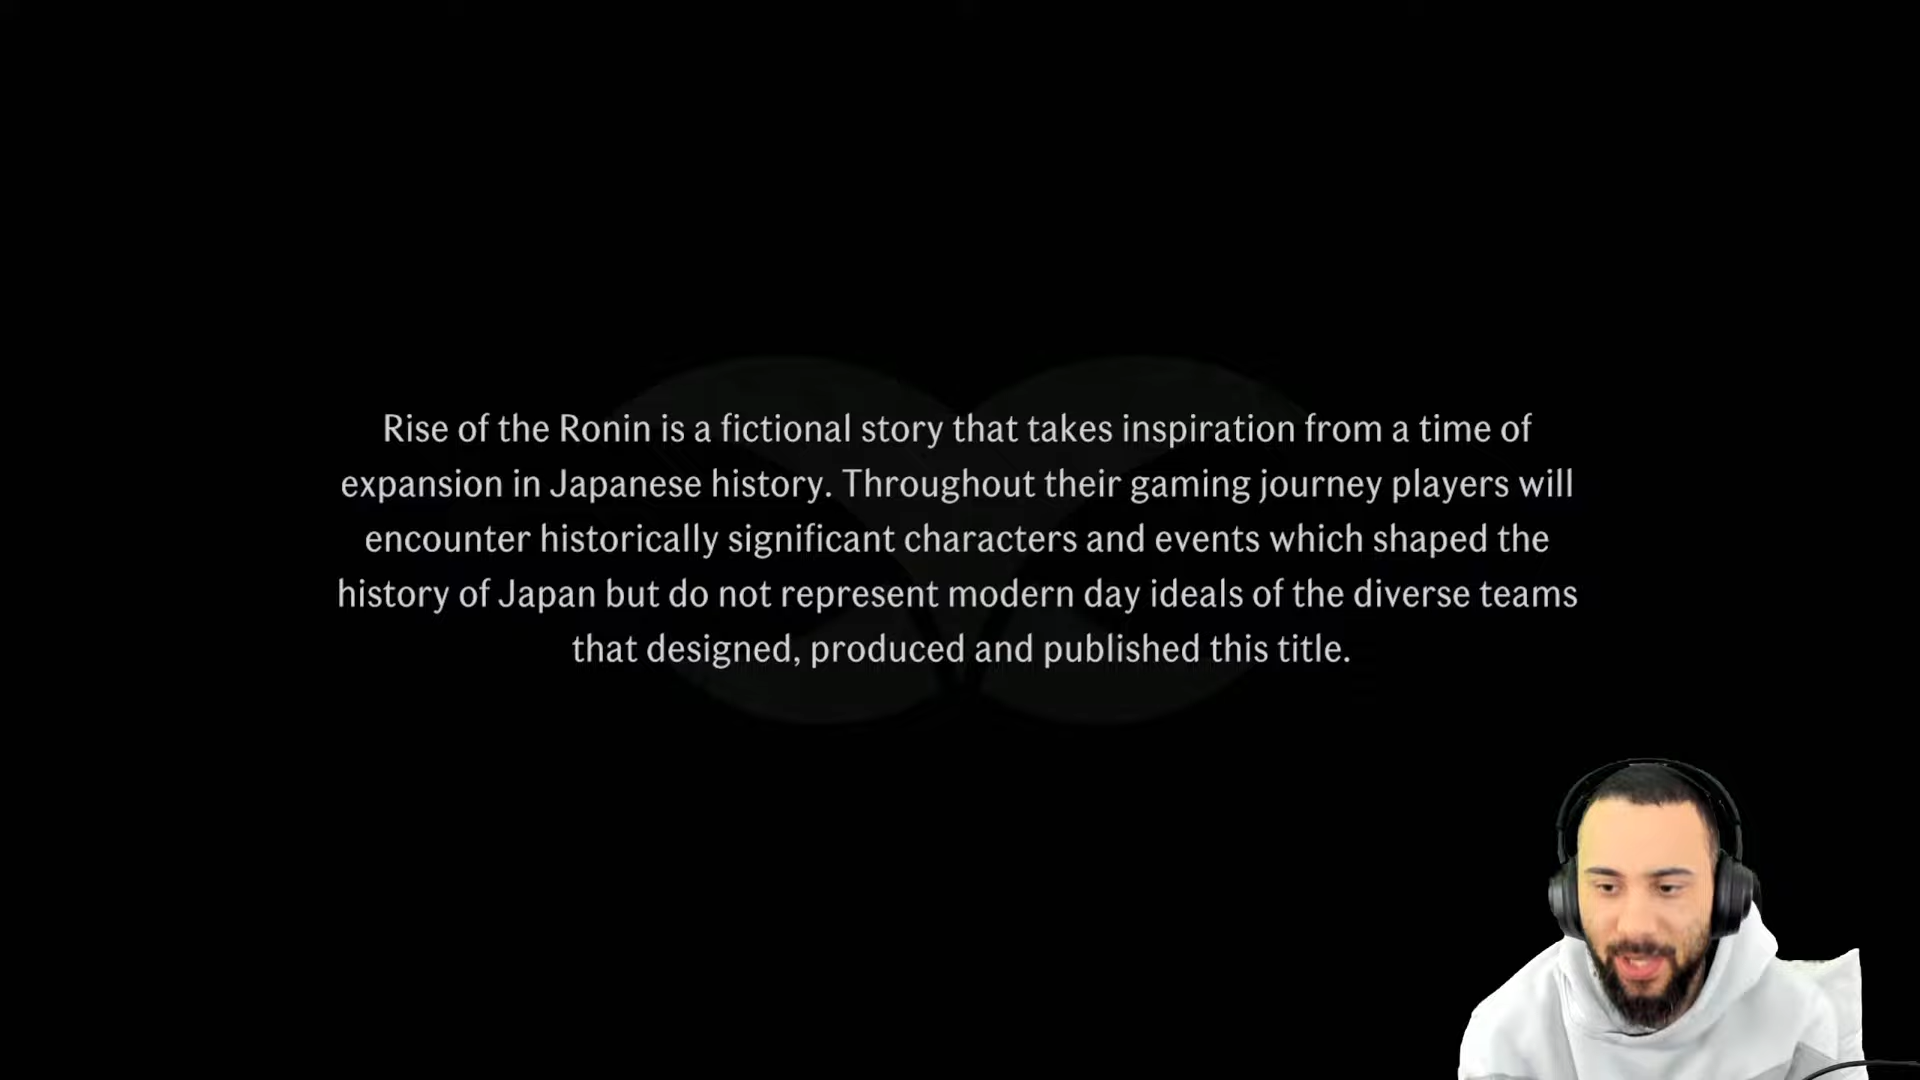 Rise of the Ronin is a fictional story that takes inspiration from a time of
expansion in Japanese history. Throughout their gaming journey players will
encounter historically significant characters and events which shaped the
history of Japan but do not represent modern day ideals of the diverse teams
that designed, produced and published this title.